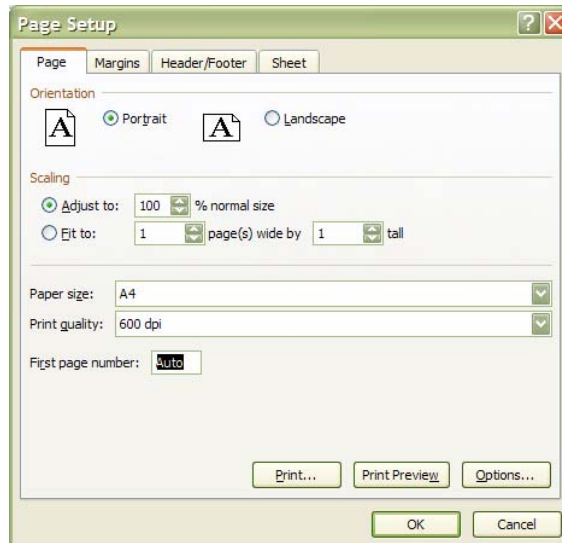 Page Setup
Page Margins Header/Footer Sheet
Orientation
A Portrait A Landscape
Scaling
Adjust to: 100 % normal size
Fit to: 1 page(s) wide by 1 tall
Paper size: A4
Print quality: 600 dpi
First page number: Auto
Print... Print Preview Options...
OK Cancel